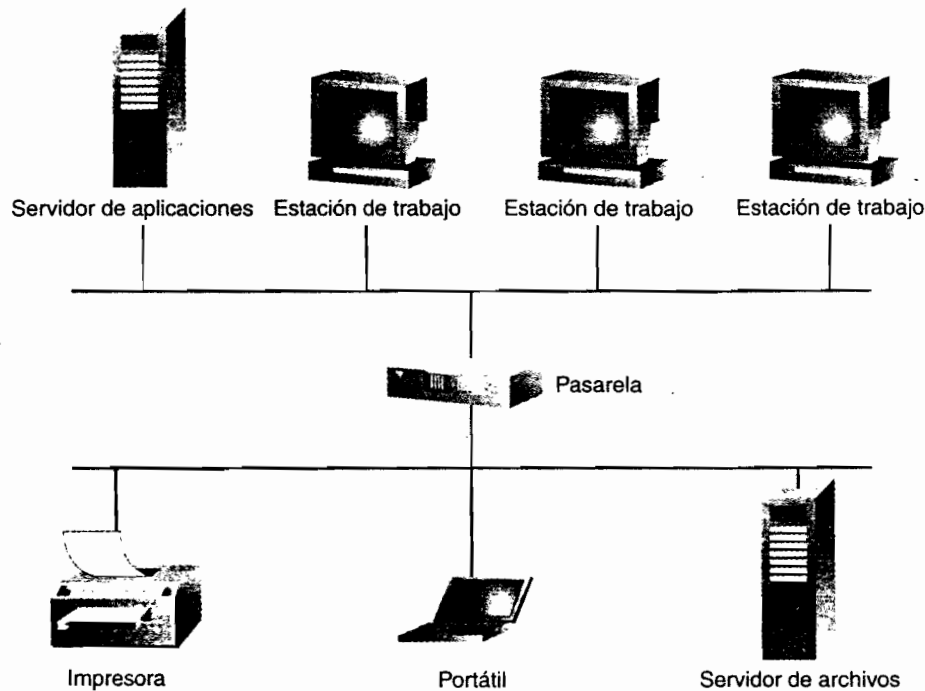 Servidor de aplicaciones
Estación de trabajo
Estación de trabajo
Estación de trabajo
Pasarela
Impresora
Portátil
Servidor de archivos